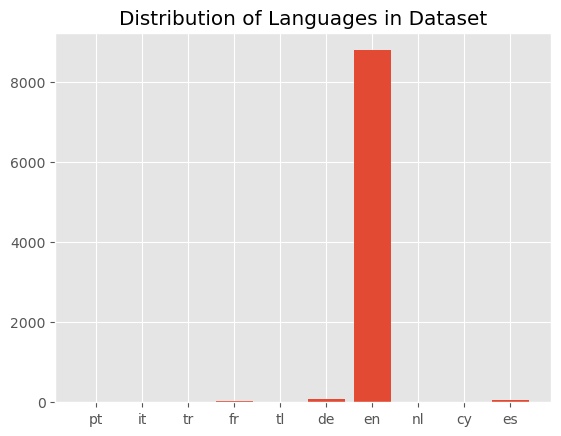 Distribution of Languages in Dataset
8000
6000
4000
2000
0
pt it tr fr tl de en nl cy es